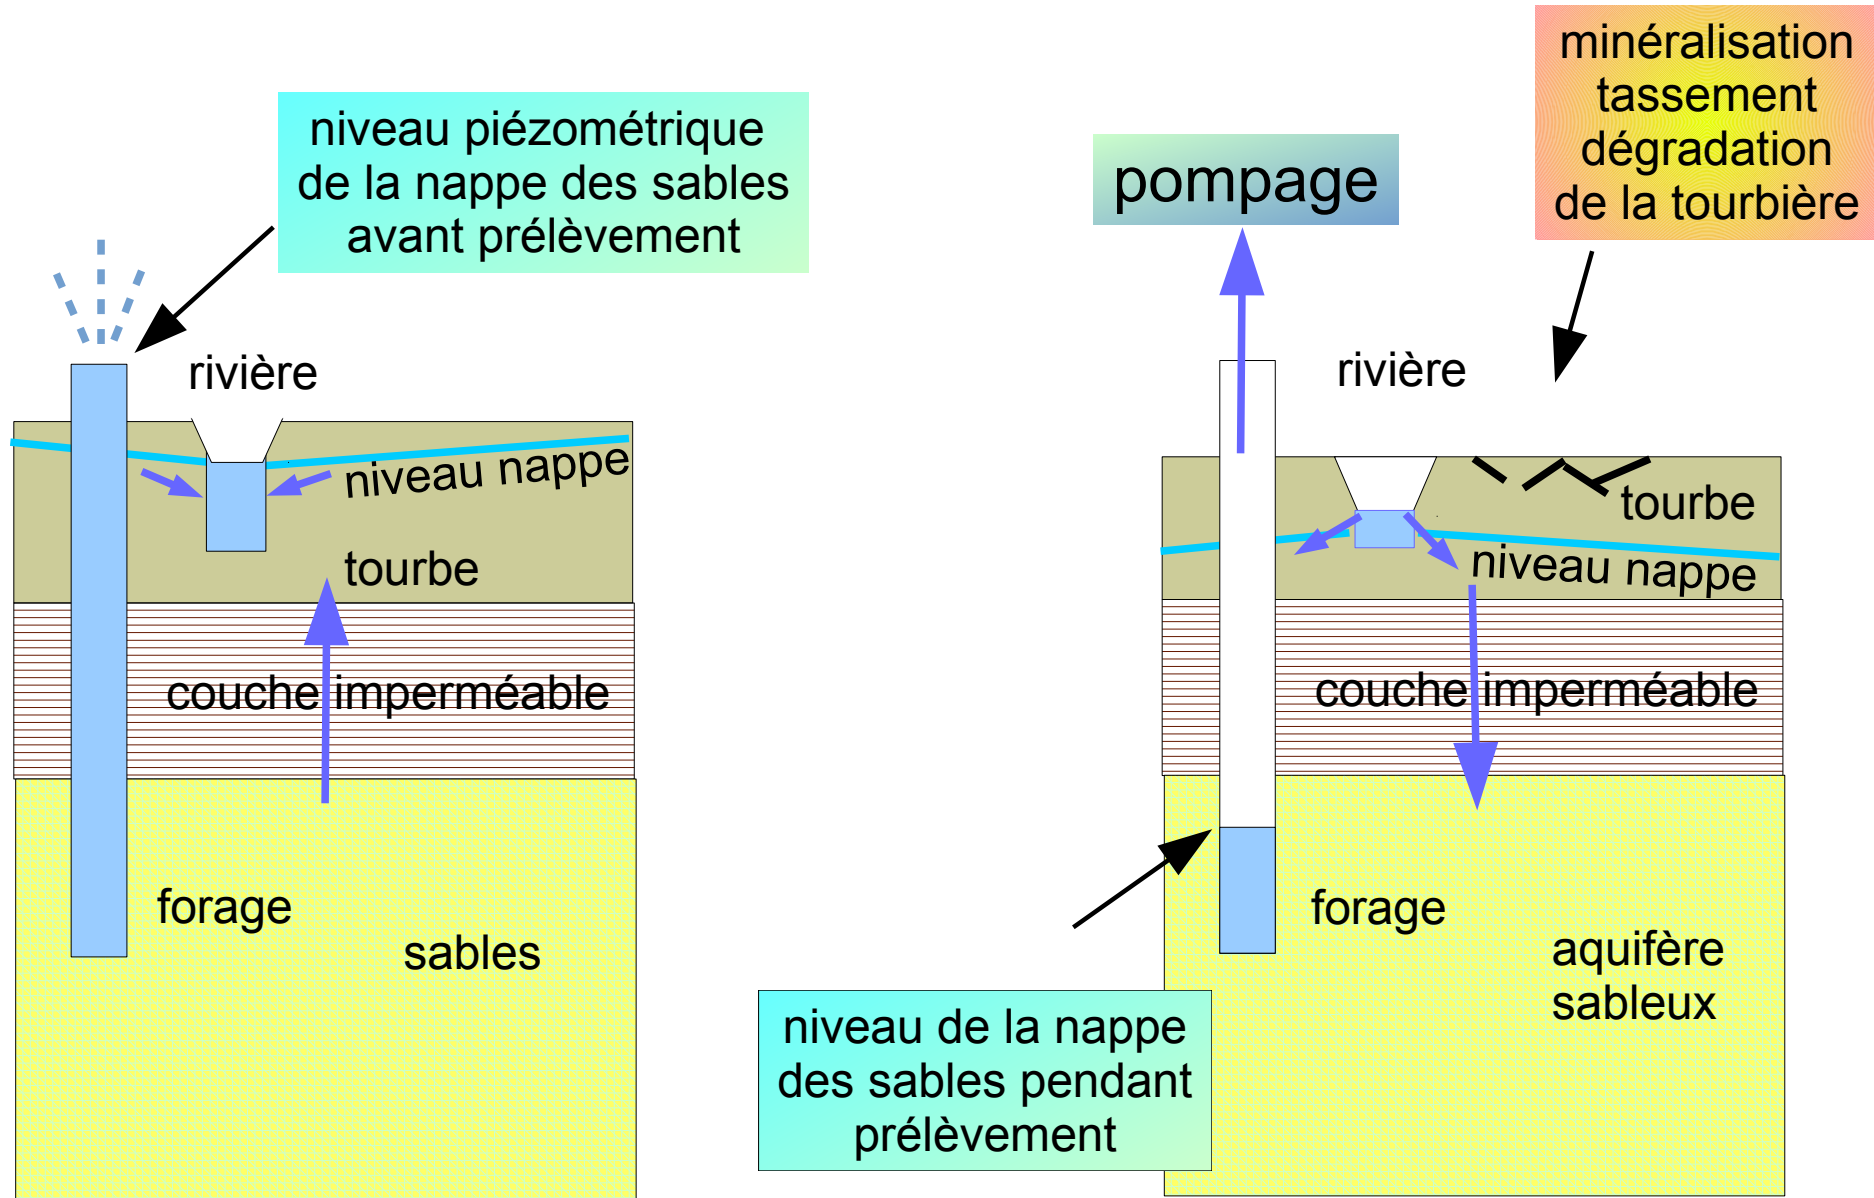 niveau piézométrique
de la nappe des sables
avant prélèvement
rivière
niveau nappe
tourbe
couche imperméable
forage
sables
pompage
minéralisation
tassement
dégradation
de la tourbière
rivière
tourbe
niveau nappe
couche imperméable
forage
aquifère
sableux
niveau de la nappe
des sables pendant
prélèvement